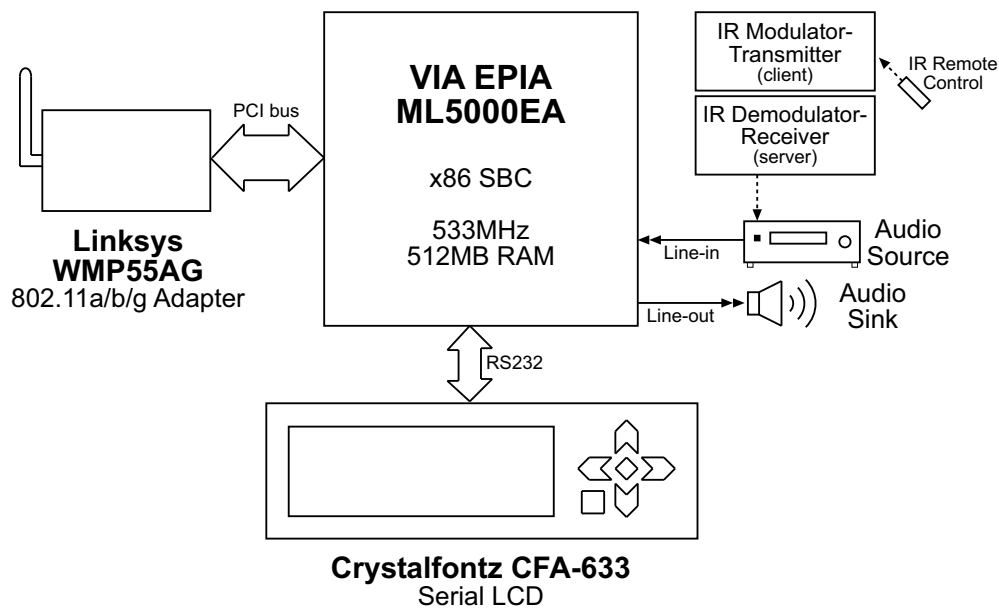 VIA EPIA
ML5000EA
x86 SBC
533MHz
512MB RAM
PCI bus
Linksys
WMP55AG
802.11a/b/g Adapter
IR Modulator-
Transmitter
(client)
IR Remote
Control
IR Demodulator-
Receiver
(server)
Line-in
Audio
Source
Line-out
Audio
Sink
RS232
Crystalfontz CFA-633
Serial LCD